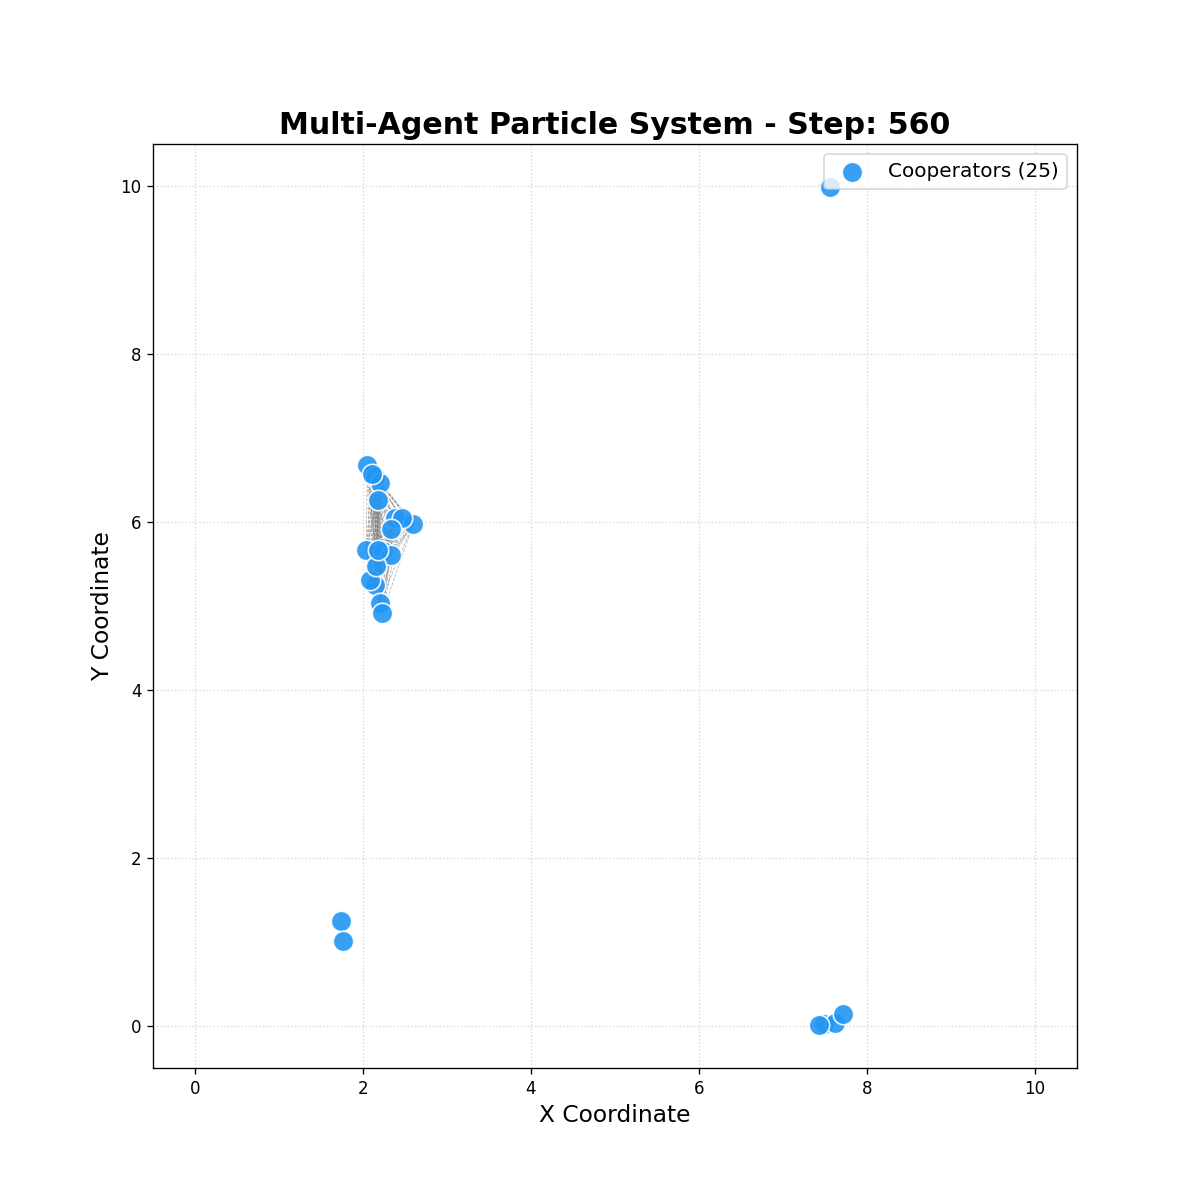 Multi-Agent Particle System - Step: 560
Cooperators (25)
10
8
6
4
2
0
Y Coordinate
0 2 4 6 8 10
X Coordinate